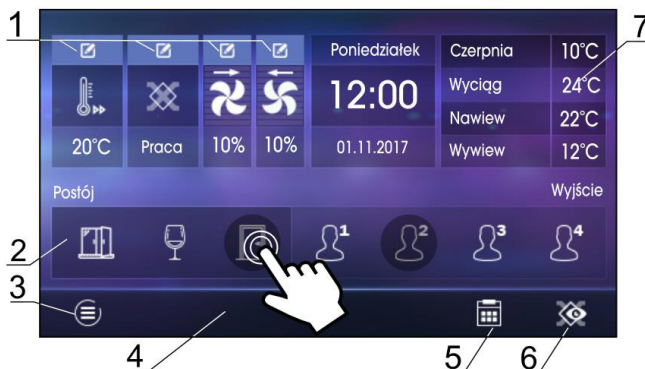 1
7
Poniedziałek
Czerpnia 10°C
12:00
Wyciąg 24°C
Nawiew 22°C
20°C Praca 10% 10%
01.11.2017
Wywiew 12°C
Postój
Wyjście
2
1
2
3
4
3
4
5
6